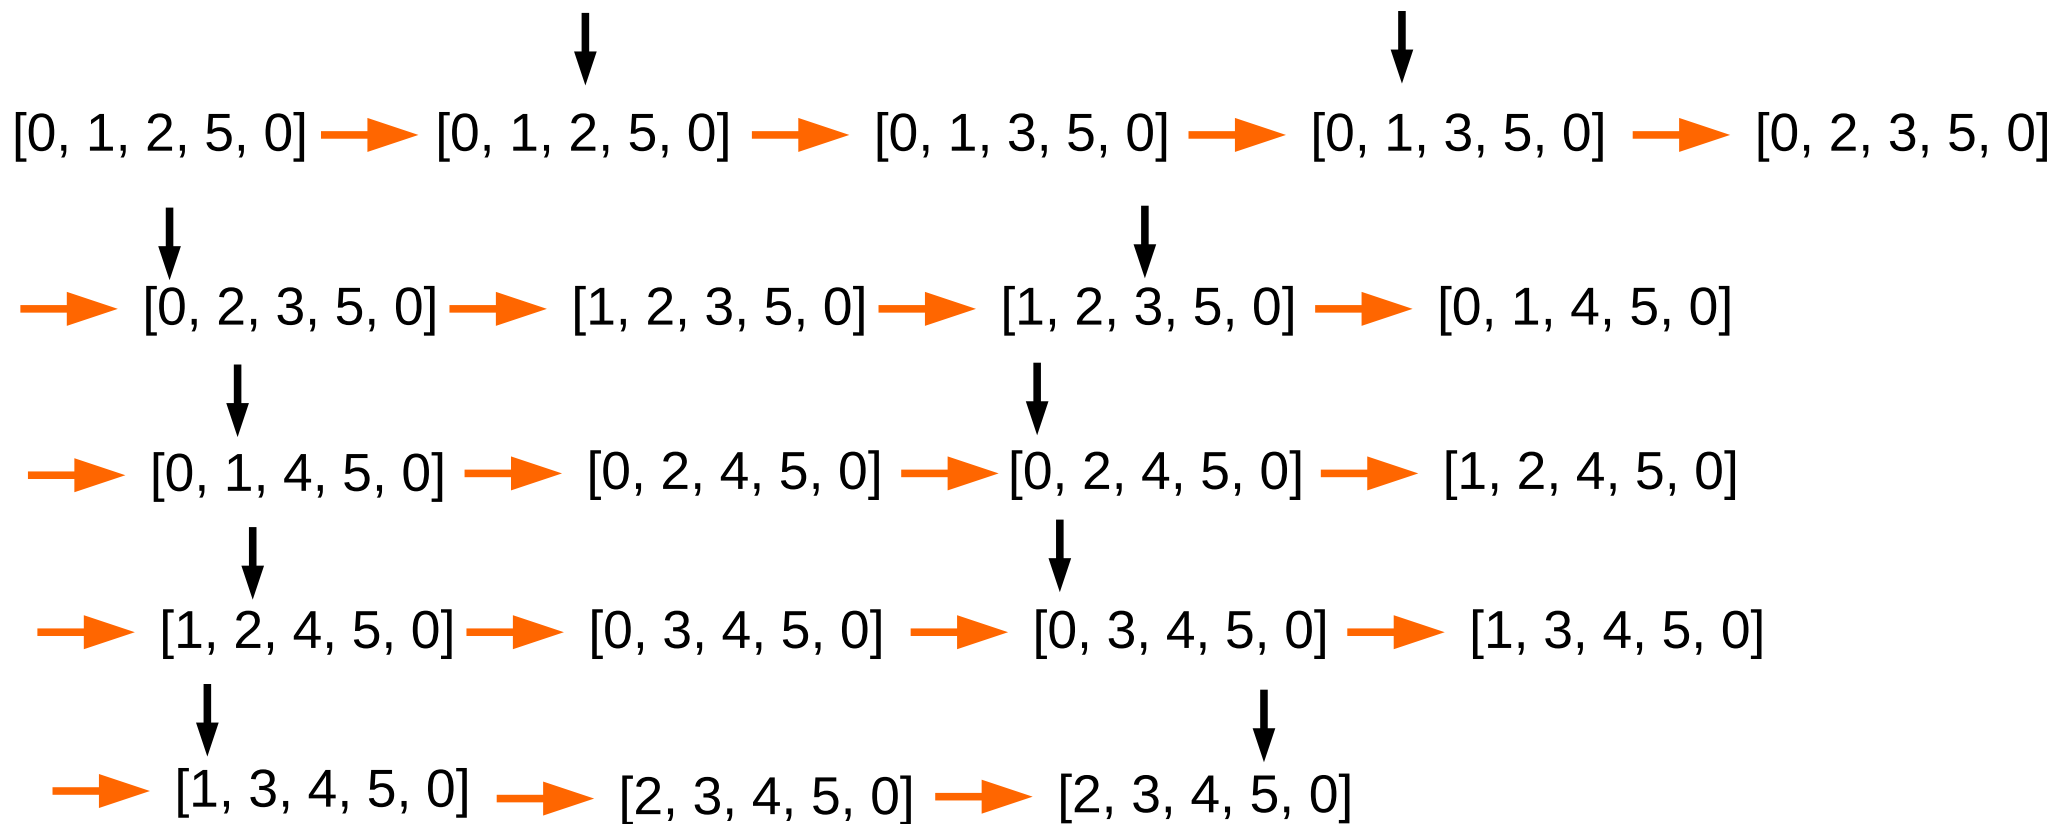 [0, 1, 2, 5, 0] [0, 1, 2, 5, 0] [0, 1, 3, 5, 0] [0, 1, 3, 5, 0] [0, 2, 3, 5, 0]
[0, 2, 3, 5, 0] [1, 2, 3, 5, 0] [1, 2, 3, 5, 0] [0, 1, 4, 5, 0]
[0, 1, 4, 5, 0] [0, 2, 4, 5, 0] [0, 2, 4, 5, 0] [1, 2, 4, 5, 0]
[1, 2, 4, 5, 0] [0, 3, 4, 5, 0] [0, 3, 4, 5, 0] [1, 3, 4, 5, 0]
[1, 3, 4, 5, 0] [2, 3, 4, 5, 0] [2, 3, 4, 5, 0]